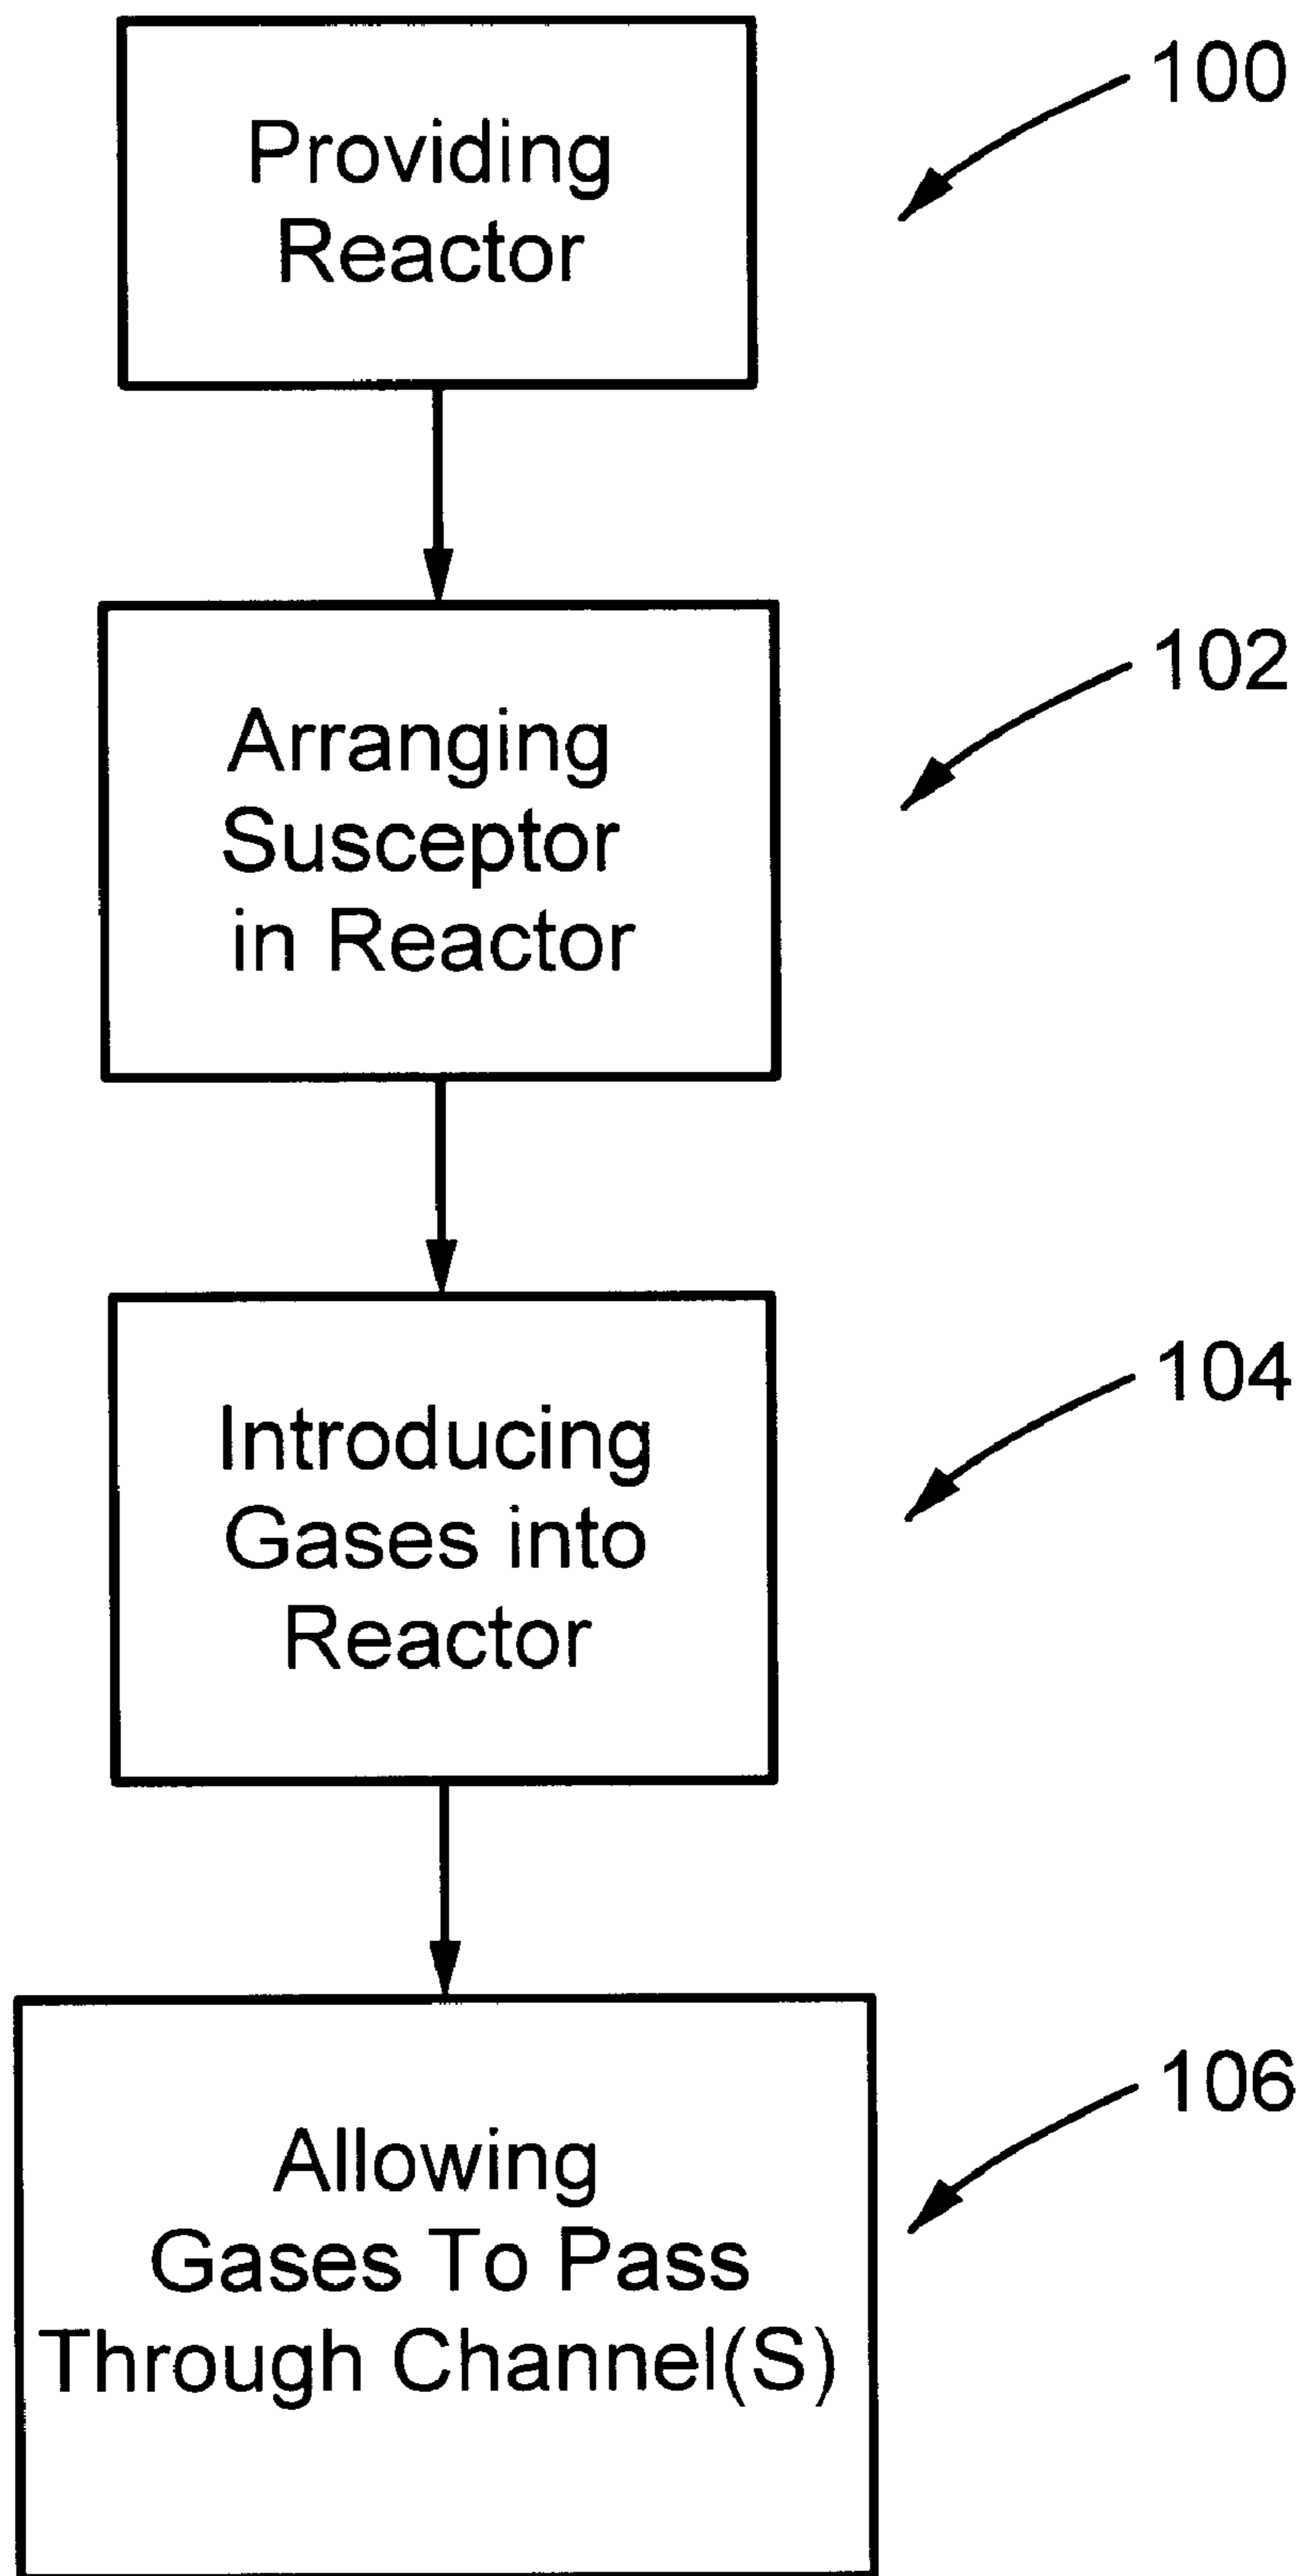 Providing
Reactor
100
Arranging
Susceptor
in Reactor
102
Introducing
Gases into
Reactor
104
Allowing
Gases To Pass
Through Channel(S)
106